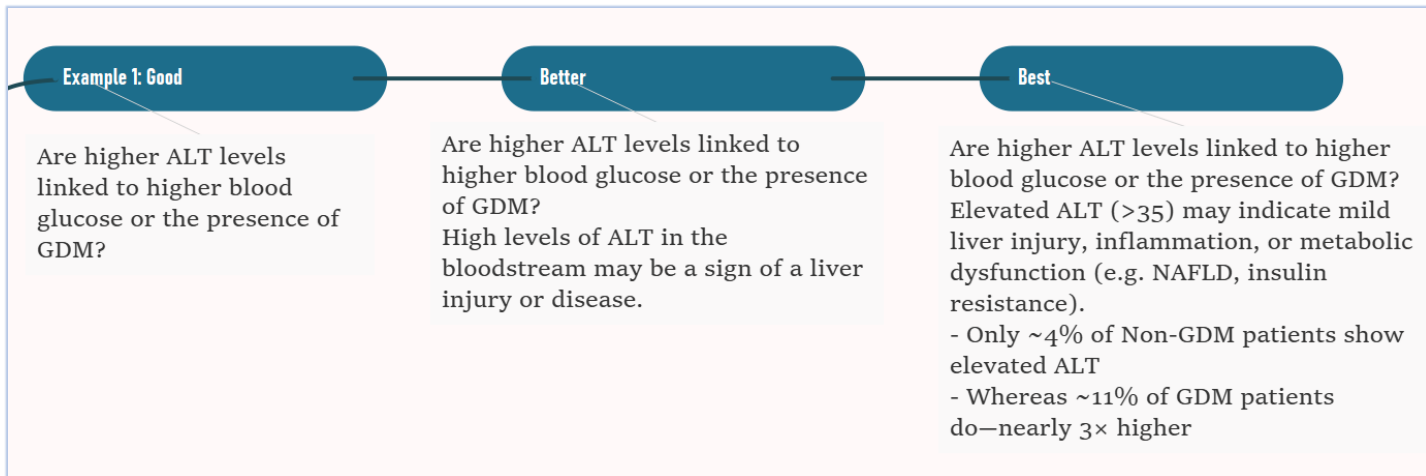 Example 1: Good
Are higher ALT levels
linked to higher blood
glucose or the presence of
GDM?
Better
Are higher ALT levels linked to
higher blood glucose or the presence
of GDM?
High levels of ALT in the
bloodstream may be a sign of a liver
injury or disease.
Best
Are higher ALT levels linked to higher
blood glucose or the presence of GDM?
Elevated ALT (>35) may indicate mild
liver injury, inflammation, or metabolic
dysfunction (e.g. NAFLD, insulin
resistance).
- Only ~4% of Non-GDM patients show
elevated ALT
- Whereas ~11% of GDM patients
do—nearly 3× higher